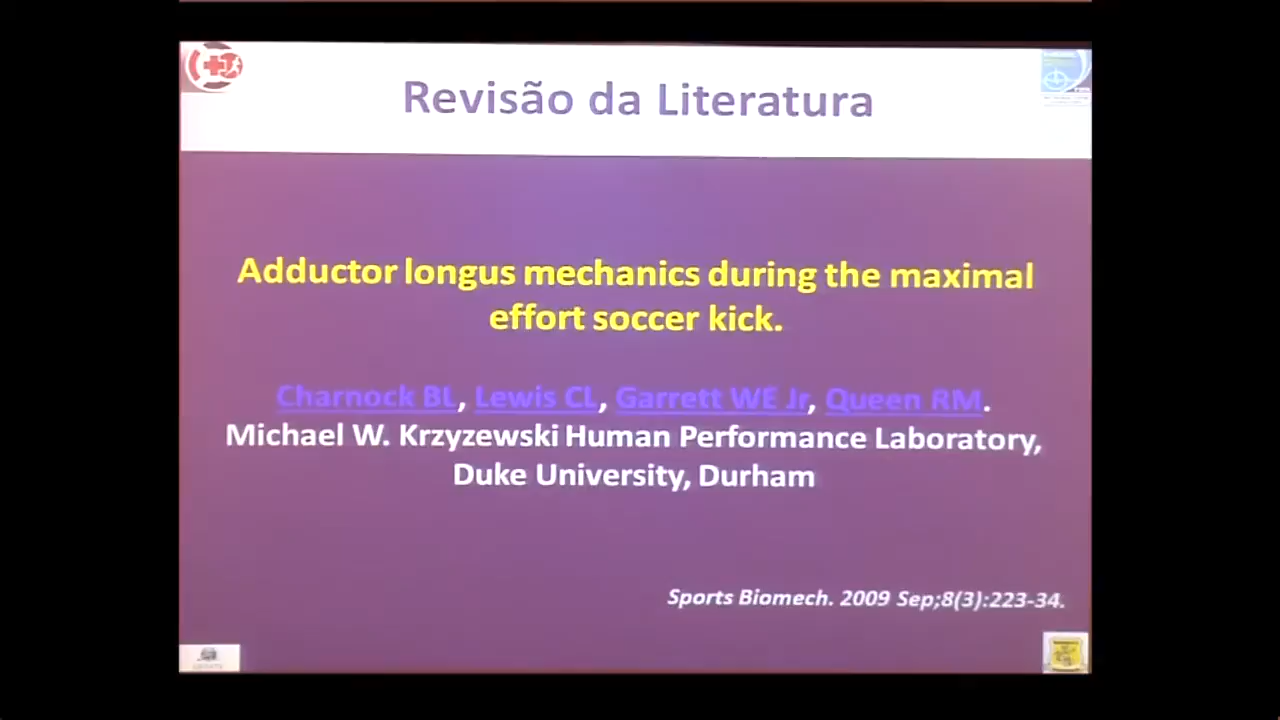 Revisão da Literatura
Adductor longus mechanics during the maximal
effort soccer kick.
Charnock BL, Lewis CL, Garrett WE Jr, Queen RM.
Michael W. Krzyzewski Human Performance Laboratory,
Duke University, Durham
Sports Biomech. 2009 Sep;8(3):223-34.